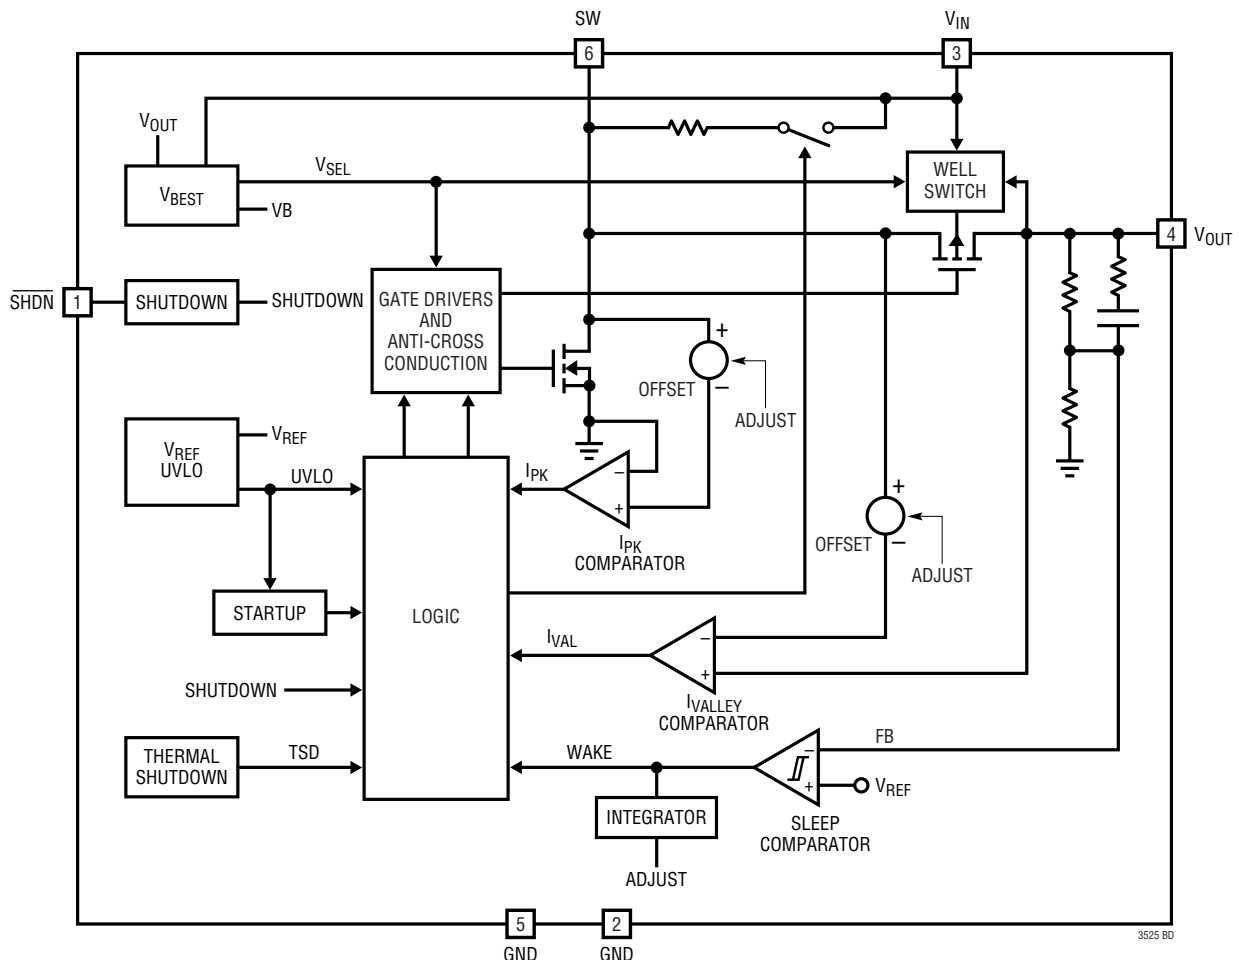 SW
VIN
6
3
VOUT
VSEL
WELL
SWITCH
VBEST
VB
4
VOUT
SHDN
1
SHUTDOWN
SHUTDOWN
GATE DRIVERS
AND
ANTI-CROSS
CONDUCTION
+
OFFSET
–
ADJUST
VREF
UVLO
VREF
UVLO
IPK
–
+
IPK
COMPARATOR
+
OFFSET
–
ADJUST
STARTUP
LOGIC
IVAL
–
+
IVALLEY
COMPARATOR
SHUTDOWN
THERMAL
SHUTDOWN
TSD
WAKE
FB
–
+
VREF
SLEEP
COMPARATOR
INTEGRATOR
ADJUST
5
2
GND
GND
3525 BD